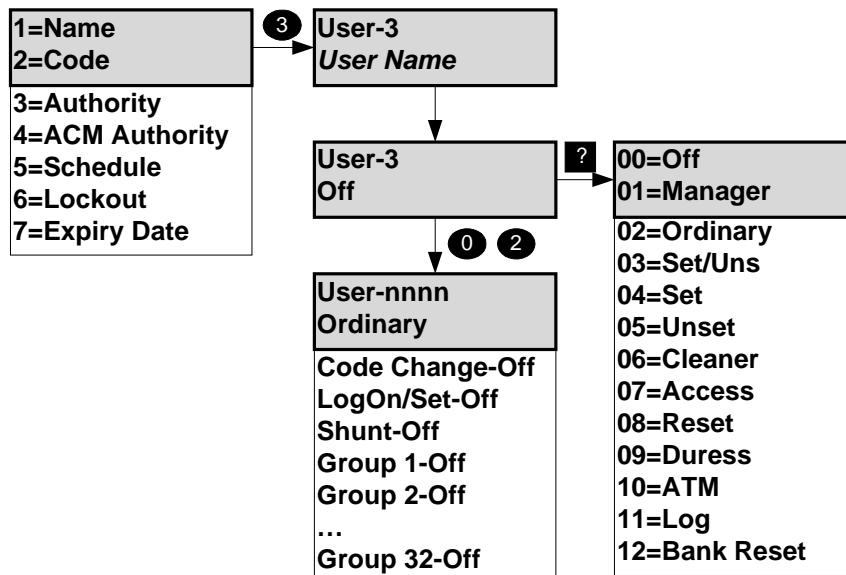 1=Name
2=Code
3=Authority
4=ACM Authority
5=Schedule
6=Lockout
7=Expiry Date
3
User-3
User Name
User-3
Off
?
00=Off
01=Manager
02=Ordinary
03=Set/Uns
04=Set
05=Unset
06=Cleaner
07=Access
08=Reset
09=Duress
10=ATM
11=Log
12=Bank Reset
0 2
User-nnnn
Ordinary
Code Change-Off
LogOn/Set-Off
Shunt-Off
Group 1-Off
Group 2-Off
…
Group 32-Off